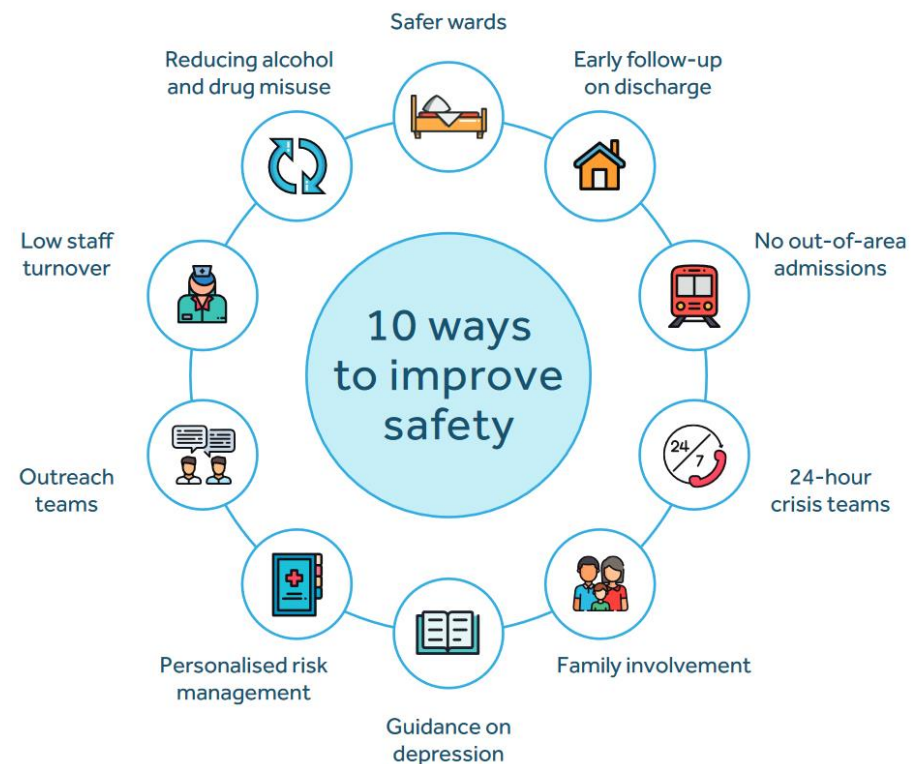 Safer wards
Reducing alcohol
and drug misuse
Early follow-up
on discharge
Low staff
turnover
No out-of-area
admissions
10 ways
to improve
safety
24
7
Outreach
teams
24-hour
crisis teams
Personalised risk
management
Family involvement
Guidance on
depression